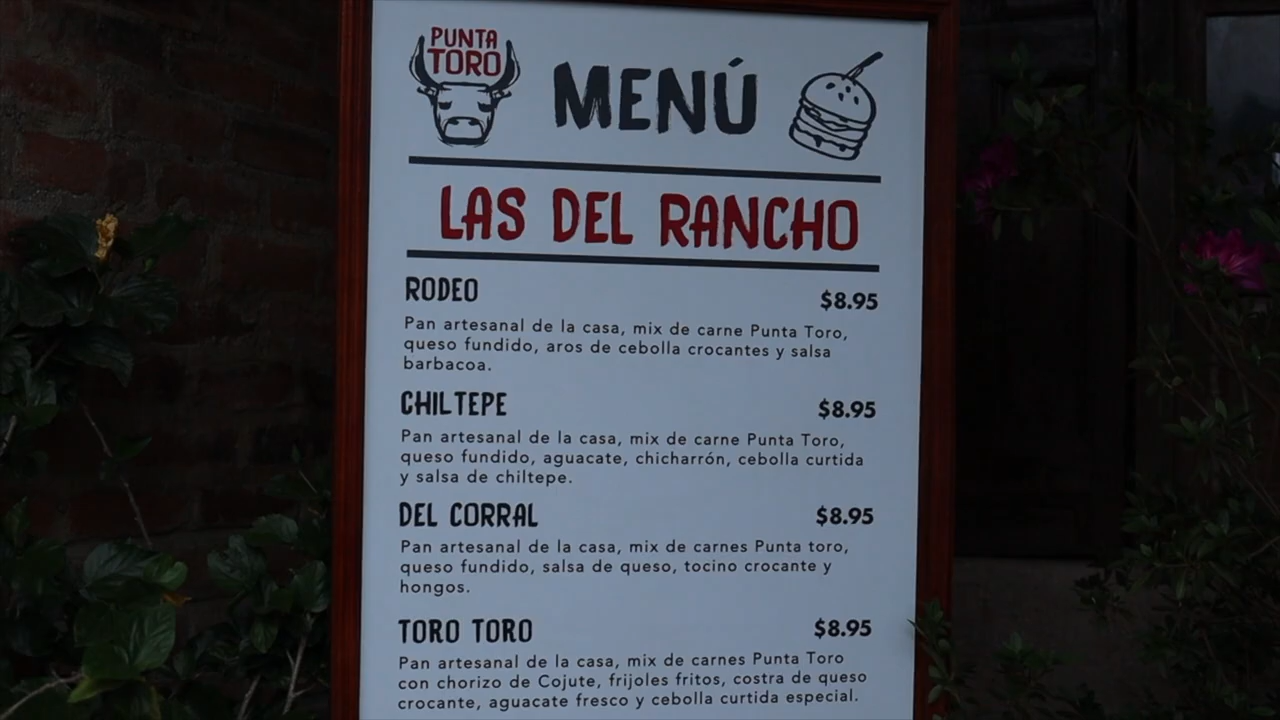 PUNTA
TORO
MENÚ
LAS DEL RANCHO
RODEO $8.95
Pan artesanal de la casa, mix de carne Punta Toro,
queso fundido, aros de cebolla crocantes y salsa
barbacoa.
CHILTEPE $8.95
Pan artesanal de la casa, mix de carne Punta Toro,
queso fundido, aguacate, chicharrón, cebolla curtida
y salsa de chiltepe.
DEL CORRAL $8.95
Pan artesanal de la casa, mix de carnes Punta toro,
queso fundido, salsa de queso, tocino crocante y
hongos.
TORO TORO $8.95
Pan artesanal de la casa, mix de carnes Punta Toro
con chorizo de Cojute, frijoles fritos, costra de queso
crocante, aguacate fresco y cebolla curtida especial.